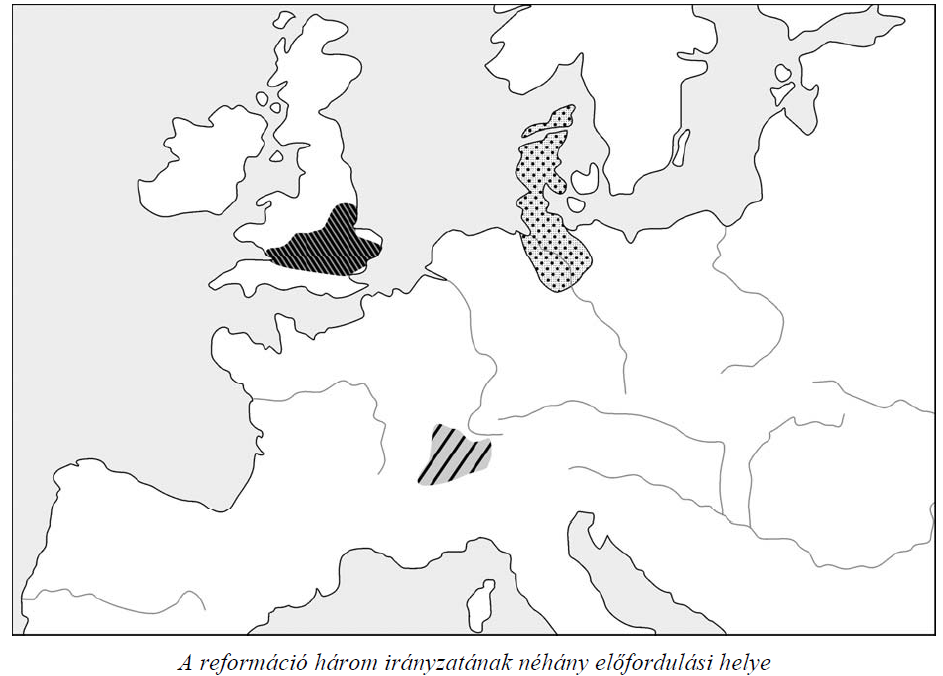 A reformáció három irányzatának néhány előfordulási helye